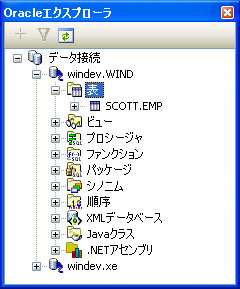 Oracleエクスプローラ
データ接続
windev.WIND
表
SCOTT.EMP
ビュー
プロシージャ
ファンクション
パッケージ
シノニム
順序
XMLデータベース
Javaクラス
.NETアセンブリ
windev.xe